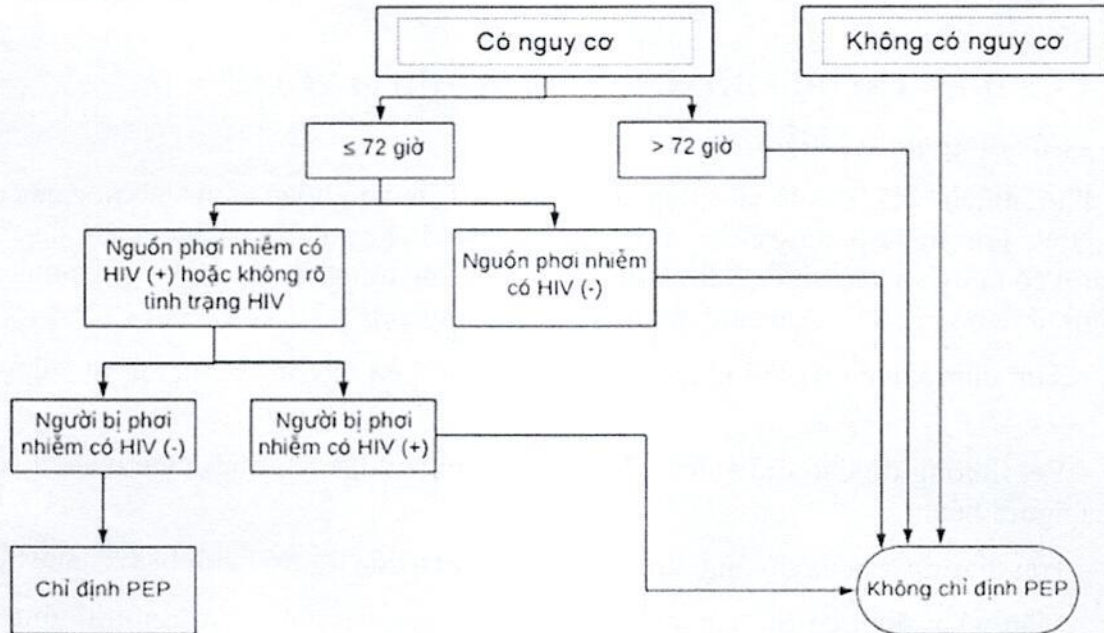 Có nguy cơ
Không có nguy cơ
≤ 72 giờ
> 72 giờ
Nguồn phơi nhiễm có
HIV (+) hoặc không rõ
tình trạng HIV
Nguồn phơi nhiễm
có HIV (-)
Người bị phơi
nhiễm có HIV (-)
Người bị phơi
nhiễm có HIV (+)
Chỉ định PEP
Không chỉ định PEP